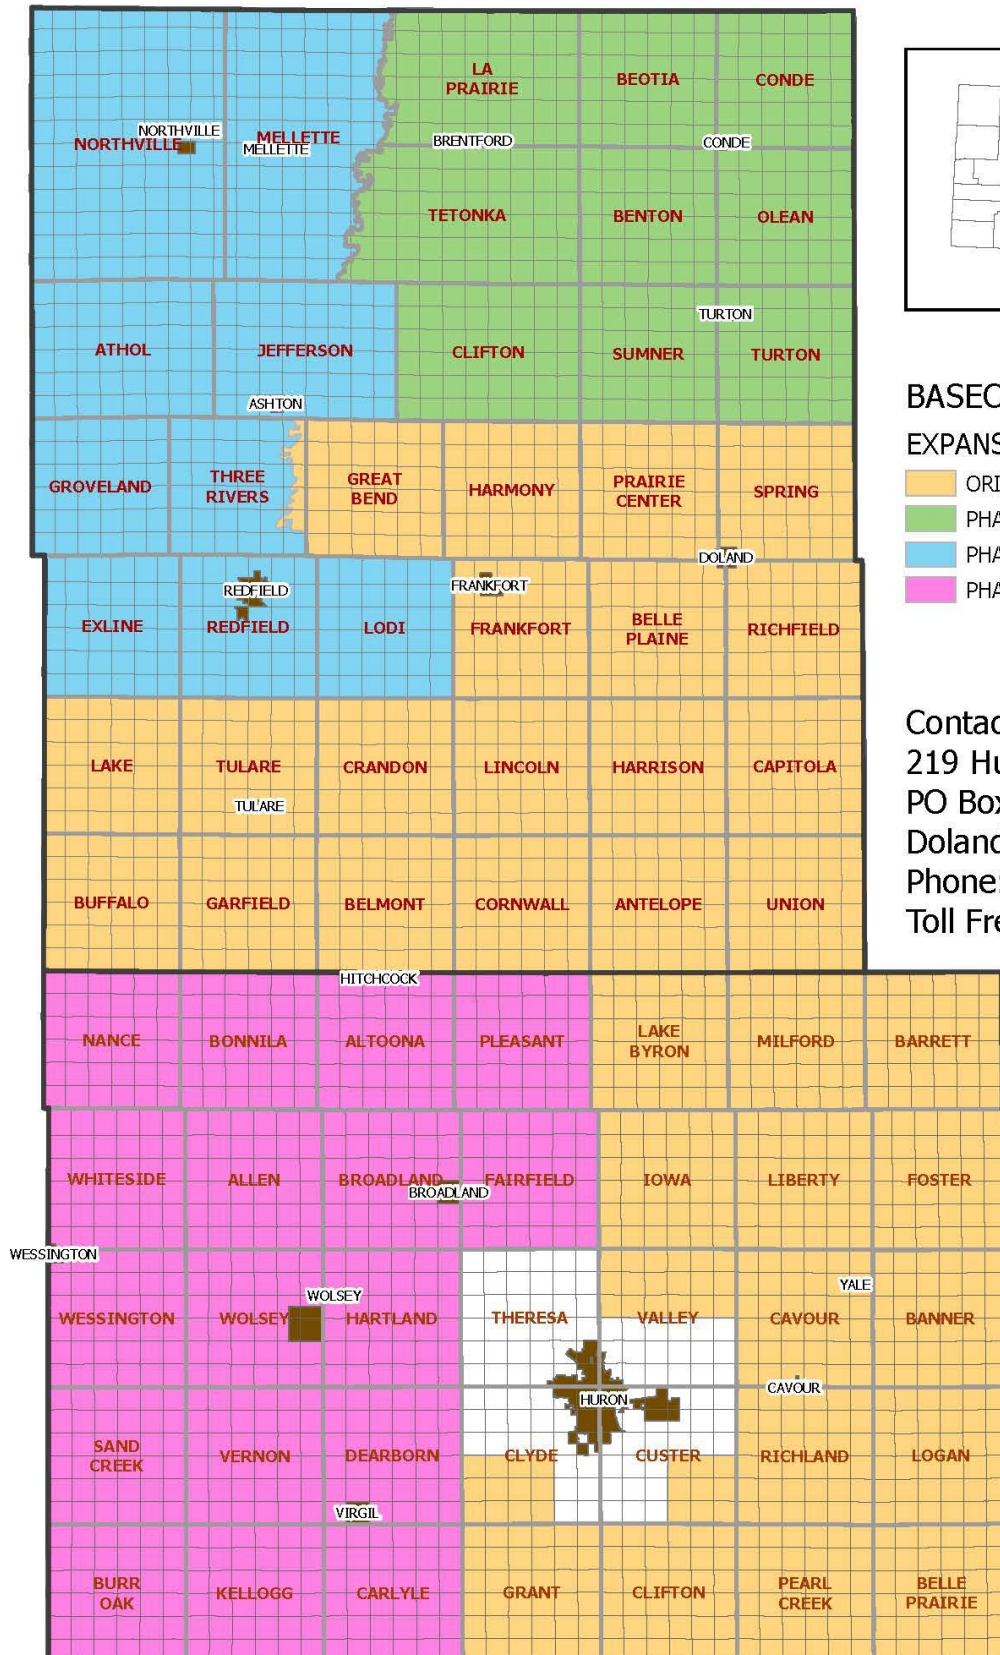 LA
PRAIRIE
BEOTIA
CONDE
NORTHVILLE
NORTHVILLE
MELLETTE
MELLETTE
BRENTFORD
CONDE
TETONKA
BENTON
OLEAN
TURTON
ATHOL
JEFFERSON
CLIFTON
SUMNER
TURTON
ASHTON
GROVELAND
THREE
RIVERS
GREAT
BEND
HARMONY
PRAIRIE
CENTER
SPRING
DOLAND
REDFIELD
FRANKFORT
EXLINE
REDFIELD
LODI
FRANKFORT
BELLE
PLAINE
RICHFIELD
LAKE
TULARE
CRANDON
LINCOLN
HARRISON
CAPITOLA
TULARE
BUFFALO
GARFIELD
BELMONT
CORNWALL
ANTELOPE
UNION
HITCHCOCK
NANCE
BONNILA
ALTOONA
PLEASANT
LAKE
BYRON
MILFORD
BARRETT
WHITESIDE
ALLEN
BROADLAND
FAIRFIELD
IOWA
LIBERTY
FOSTER
BROADLAND
WESSINGTON
WOLSEY
YALE
WESSINGTON
WOLSEY
HARTLAND
THERESA
VALLEY
CAVOUR
BANNER
CAVOUR
HURON
SAND
CREEK
VERNON
DEARBORN
CLYDE
CUSTER
RICHLAND
LOGAN
VIRGIL
BURR
OAK
KELLOGG
CARLYLE
GRANT
CLIFTON
PEARL
CREEK
BELLE
PRAIRIE
BASEC
EXPANS
ORI
PHA
PHA
PHA
Contac
219 Hu
PO Box
Doland
Phone:
Toll Fre